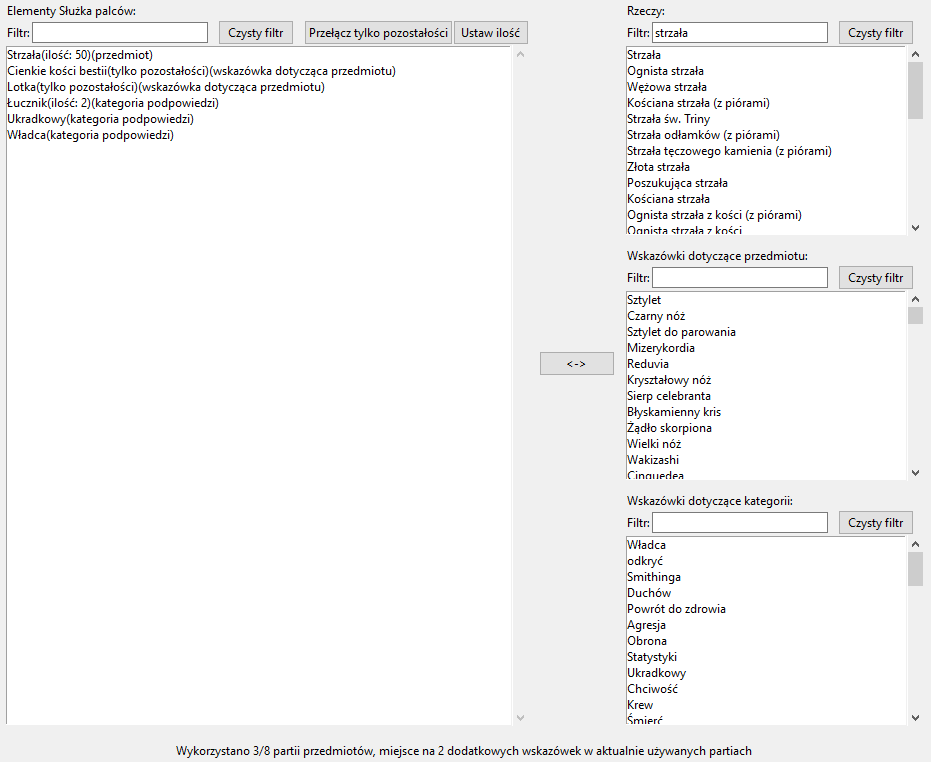 Elementy Służka palców:
Filtr:
Czysty filtr
Przełącz tylko pozostałości
Ustaw ilość
Strzała(ilość: 50)(przedmiot)
Cienkie kości bestii(tylko pozostałości)(wskazówka dotycząca przedmiotu)
Lotka(tylko pozostałości)(wskazówka dotycząca przedmiotu)
Łucznik(ilość: 2)(kategoria podpowiedzi)
Ukradkowy(kategoria podpowiedzi)
Władca(kategoria podpowiedzi)
<->
Rzeczy:
Filtr: strzała
Czysty filtr
Strzała
Ognista strzała
Wężowa strzała
Kościana strzała (z piórami)
Strzała św. Triny
Strzała odłamków (z piórami)
Strzała tęczowego kamienia (z piórami)
Złota strzała
Poszukująca strzała
Kościana strzała
Ognista strzała z kości (z piórami)
Ognista strzała z kości
Wskazówki dotyczące przedmiotu:
Filtr:
Czysty filtr
Sztylet
Czarny nóż
Sztylet do parowania
Mizerykordia
Reduvia
Kryształowy nóż
Sierp celebranta
Błyskamienny kris
Żądło skorpiona
Wielki nóż
Wakizashi
Cinquedea
Wskazówki dotyczące kategorii:
Filtr:
Czysty filtr
Władca
odkryć
Smithinga
Duchów
Powrót do zdrowia
Agresja
Obrona
Statystyki
Ukradkowy
Chciwość
Krew
Śmierć
Wykorzystano 3/8 partii przedmiotów, miejsce na 2 dodatkowych wskazówek w aktualnie używanych partiach